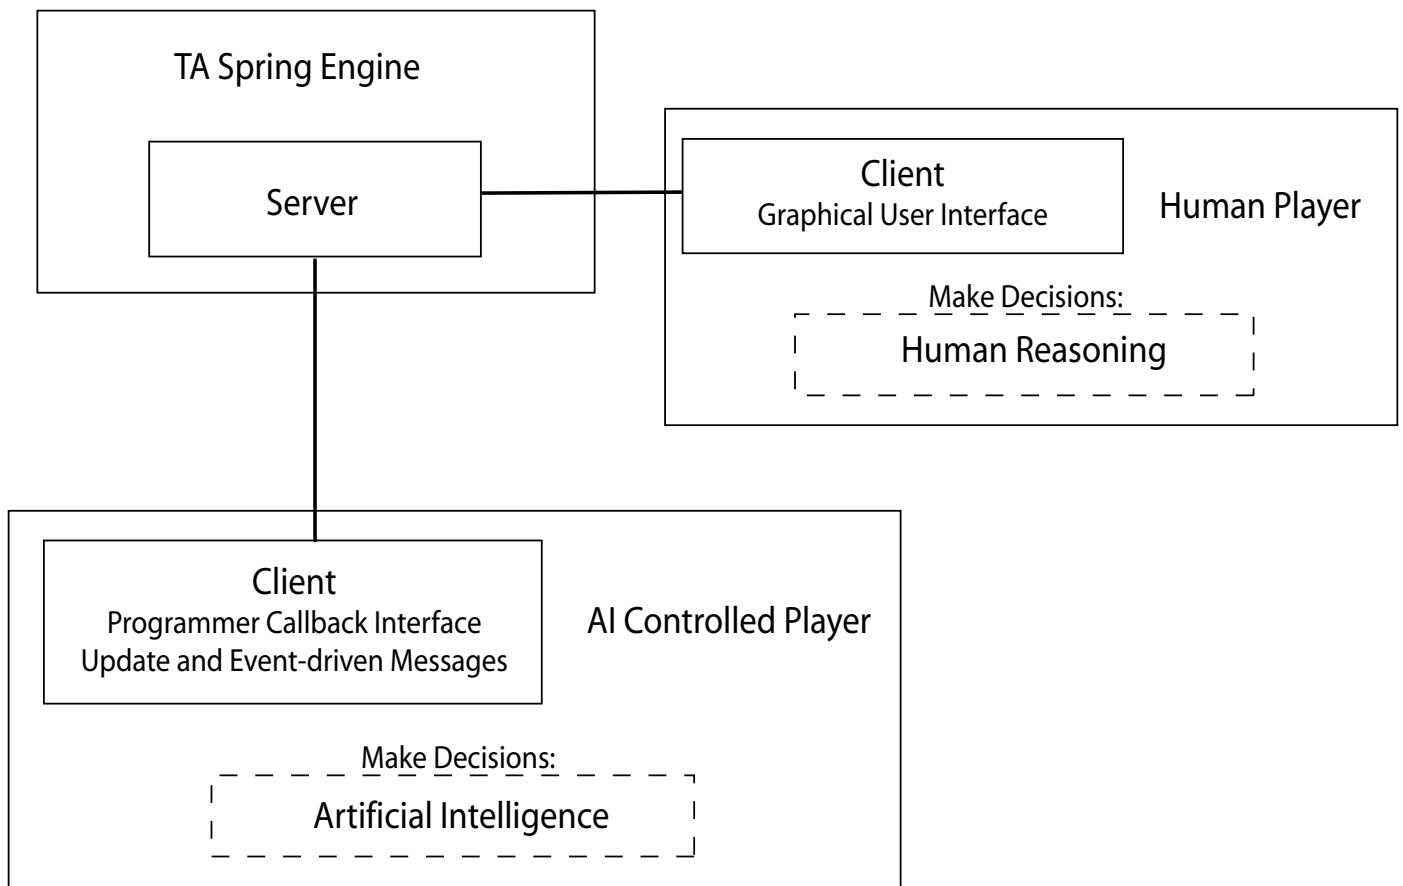 TA Spring Engine
Server
Client
Graphical User Interface
Human Player
Make Decisions:
Human Reasoning
Client
Programmer Callback Interface
Update and Event-driven Messages
AI Controlled Player
Make Decisions:
Artificial Intelligence